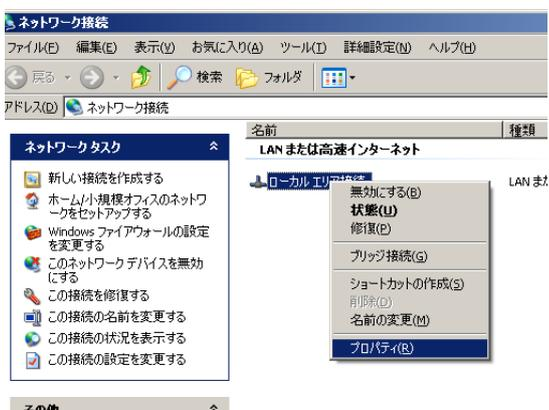 ネットワーク接続
ファイル(F) 編集(E) 表示(V) お気に入り(A) ツール(T) 詳細設定(N) ヘルプ(H)
戻る 検索 フォルダ
アドレス(D) ネットワーク接続
ネットワーク タスク
新しい接続を作成する
ホーム/小規模オフィスのネットワ
ークをセットアップする
Windows ファイアウォールの設定
を変更する
このネットワーク デバイスを無効
にする
この接続を修復する
この接続の名前を変更する
この接続の状況を表示する
この接続の設定を変更する
その他
名前 種類
LAN または高速インターネット
ローカル エリア接続 LAN また
無効にする(B)
状態(U)
修復(P)
ブリッジ接続(G)
ショートカットの作成(S)
削除(D)
名前の変更(M)
プロパティ(R)